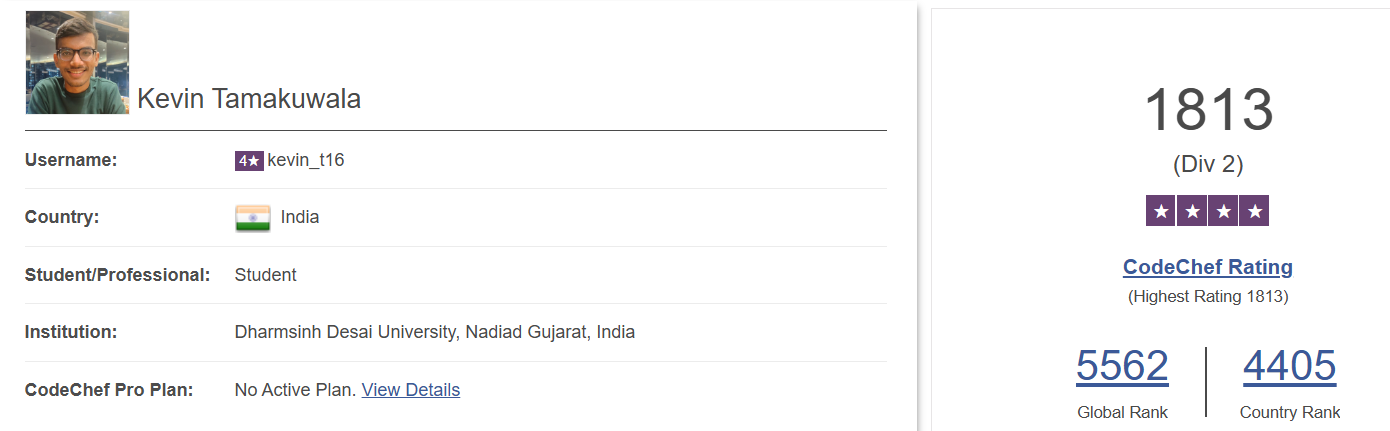 Kevin Tamakuwala
Username: 4★ kevin_t16
Country: India
Student/Professional: Student
Institution: Dharmsinh Desai University, Nadiad Gujarat, India
CodeChef Pro Plan: No Active Plan. View Details
1813
(Div 2)
★ ★ ★ ★
CodeChef Rating
(Highest Rating 1813)
5562 4405
Global Rank Country Rank